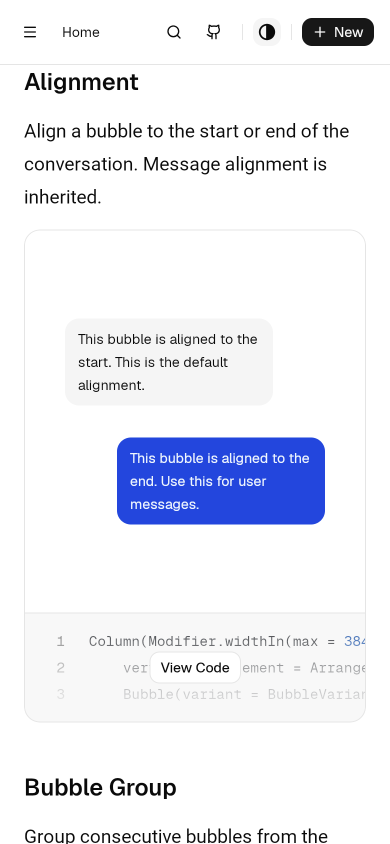 Home
New
Alignment
Align a bubble to the start or end of the
conversation. Message alignment is
inherited.
This bubble is aligned to the
start. This is the default
alignment.
This bubble is aligned to the
end. Use this for user
messages.
1 Column(Modifier.widthIn(max = 384
2 ver View Code ement = Arrange
3 Bubble(variant = BubbleVarian
Bubble Group
Group consecutive bubbles from the